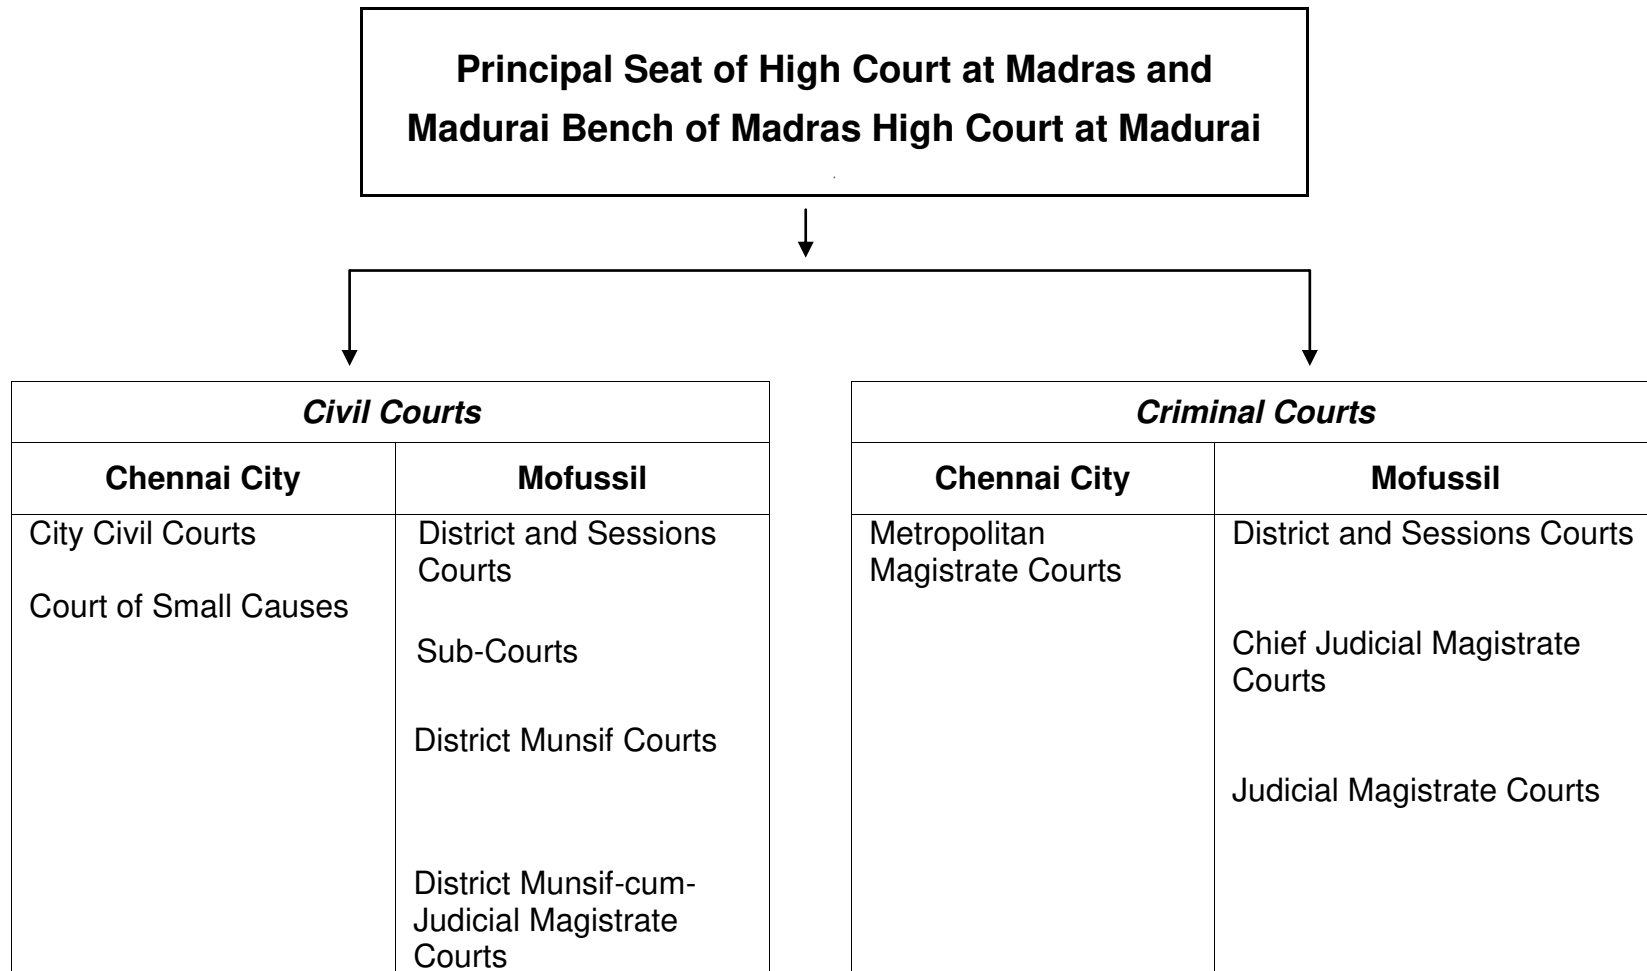 Principal Seat of High Court at Madras and
Madurai Bench of Madras High Court at Madurai
.
Civil Courts
Chennai City
Mofussil
City Civil Courts
Court of Small Causes
District and Sessions
Courts
Sub-Courts
District Munsif Courts
District Munsif-cum-
Judicial Magistrate
Courts
Criminal Courts
Chennai City
Mofussil
Metropolitan
Magistrate Courts
District and Sessions Courts
Chief Judicial Magistrate
Courts
Judicial Magistrate Courts